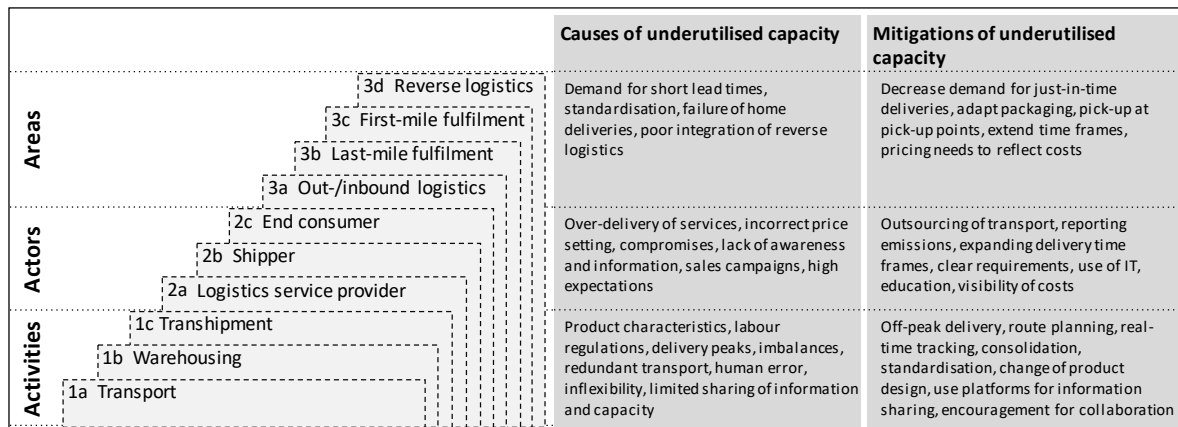 Causes of underutilised capacity
Mitigations of underutilised
capacity
Areas
3d Reverse logistics
3c First-mile fulfilment
3b Last-mile fulfilment
3a Out-/inbound logistics
Demand for short lead times,
standardisation, failure of home
deliveries, poor integration of reverse
logistics
Decrease demand for just-in-time
deliveries, adapt packaging, pick-up at
pick-up points, extend time frames,
pricing needs to reflect costs
Actors
2c End consumer
2b Shipper
2a Logistics service provider
Over-delivery of services, incorrect price
setting, compromises, lack of awareness
and information, sales campaigns, high
expectations
Outsourcing of transport, reporting
emissions, expanding delivery time
frames, clear requirements, use of IT,
education, visibility of costs
Activities
1c Transhipment
1b Warehousing
1a Transport
Product characteristics, labour
regulations, delivery peaks, imbalances,
redundant transport, human error,
inflexibility, limited sharing of information
and capacity
Off-peak delivery, route planning, real-
time tracking, consolidation,
standardisation, change of product
design, use platforms for information
sharing, encouragement for collaboration